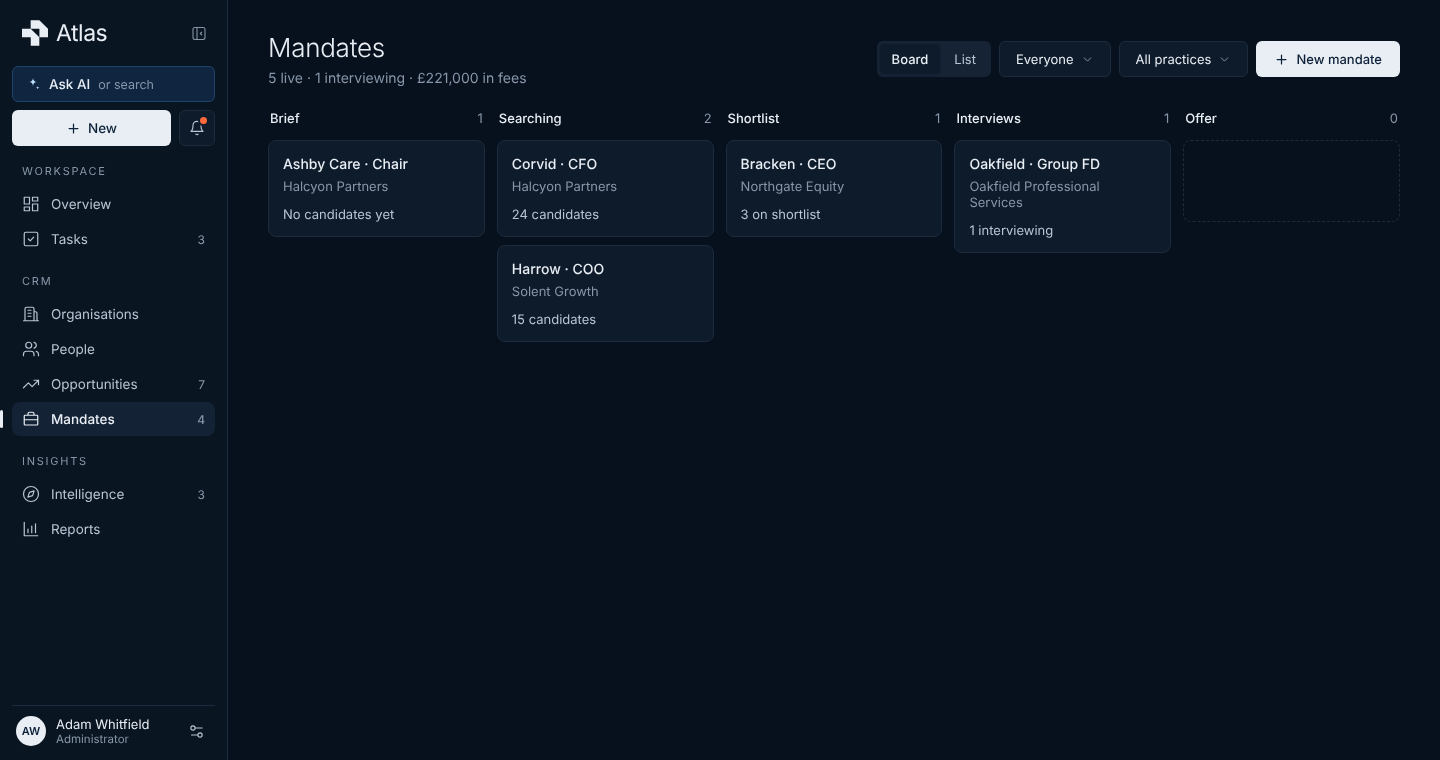 Atlas
Ask AI or search
New
WORKSPACE
Overview
Tasks 3
CRM
Organisations
People
Opportunities 7
Mandates 4
INSIGHTS
Intelligence 3
Reports
AW
Adam Whitfield
Administrator
Mandates
5 live · 1 interviewing · £221,000 in fees
Board List Everyone All practices New mandate
Brief 1
Ashby Care · Chair
Halcyon Partners
No candidates yet
Searching 2
Corvid · CFO
Halcyon Partners
24 candidates
Harrow · COO
Solent Growth
15 candidates
Shortlist 1
Bracken · CEO
Northgate Equity
3 on shortlist
Interviews 1
Oakfield · Group FD
Oakfield Professional
Services
1 interviewing
Offer 0